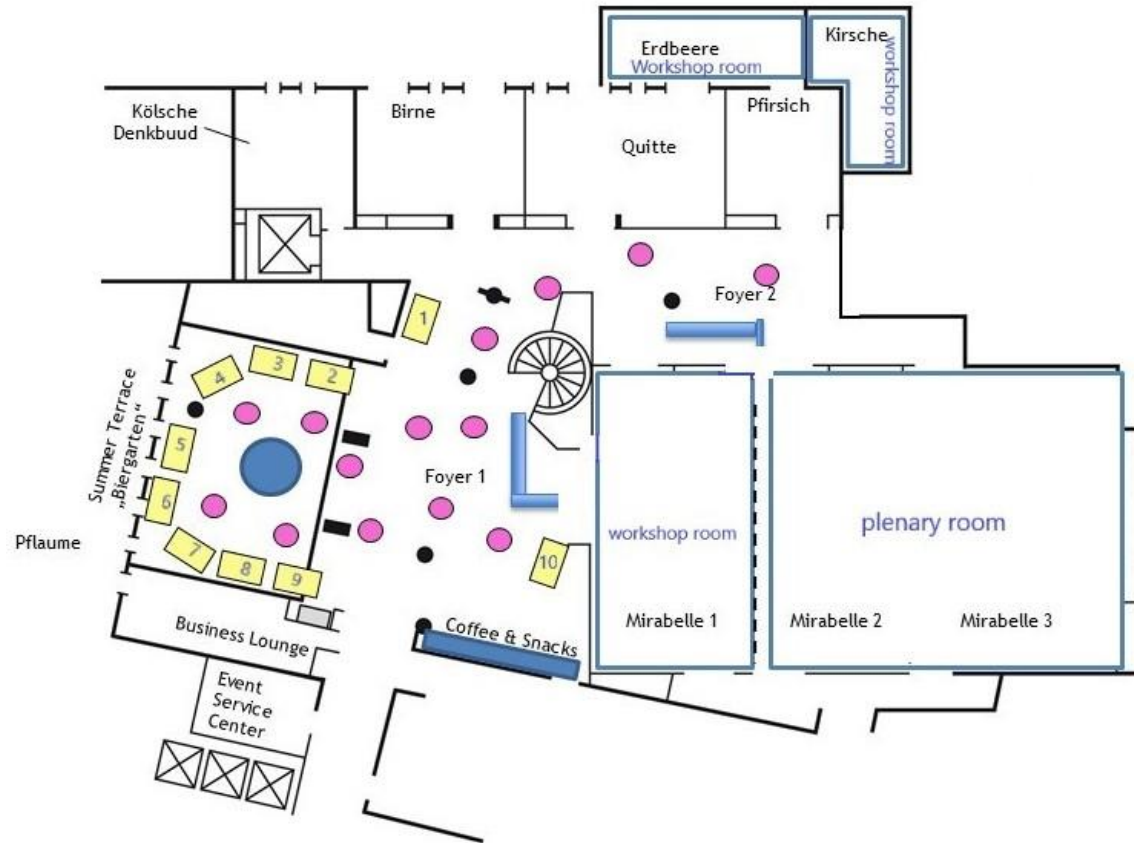 Erdbeere
Workshop room
Kirsche
workshop room
Kölsche
Denkbuud
Birne
Quitte
Pfirsich
Foyer 2
1
2
3
4
5
6
7
8
9
10
Summer Terrace
„Biergarten“
Foyer 1
Pflaume
workshop room
plenary room
Mirabelle 1
Mirabelle 2
Mirabelle 3
Business Lounge
Coffee & Snacks
Event
Service
Center